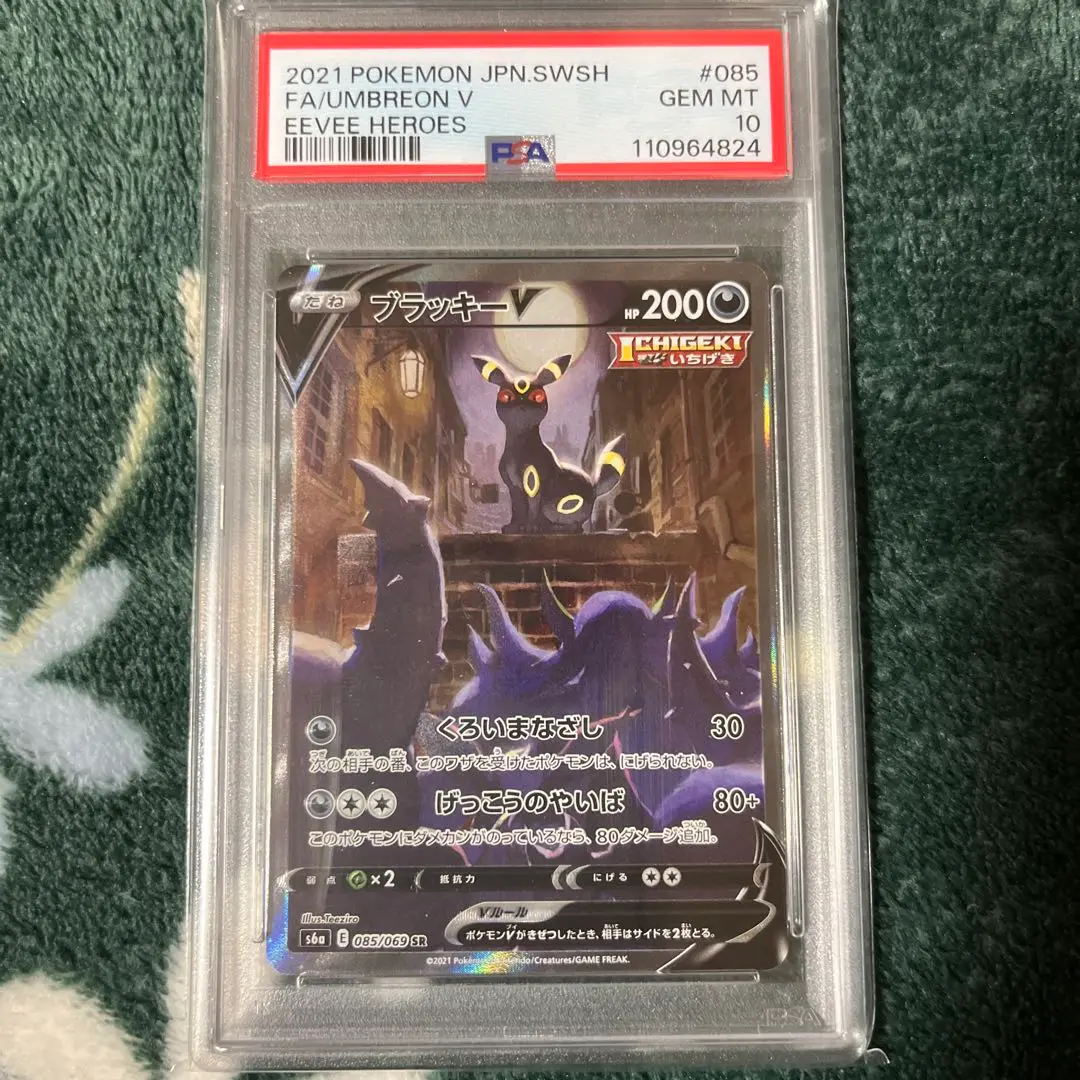 2021 POKEMON JPN.SWSH #085
FA/UMBREON V GEM MT
EEVEE HEROES 10
PSA 110964824
たね ブラッキーV HP 200
ICHIGEKI
いちげき
くろいまなざし 30
次の相手の番、このワザを受けたポケモンは、にげられない。
げっこうのやいば 80+
このポケモンにダメカンがのっているなら、80ダメージ追加。
弱点 ×2 抵抗力 にげる
Illus. Teeziro
Vルール
ポケモンVがきぜつしたとき、相手はサイドを2枚とる。
s6a E 085/069 SR
©2021 Pokémon/Nintendo/Creatures/GAME FREAK.
PSA